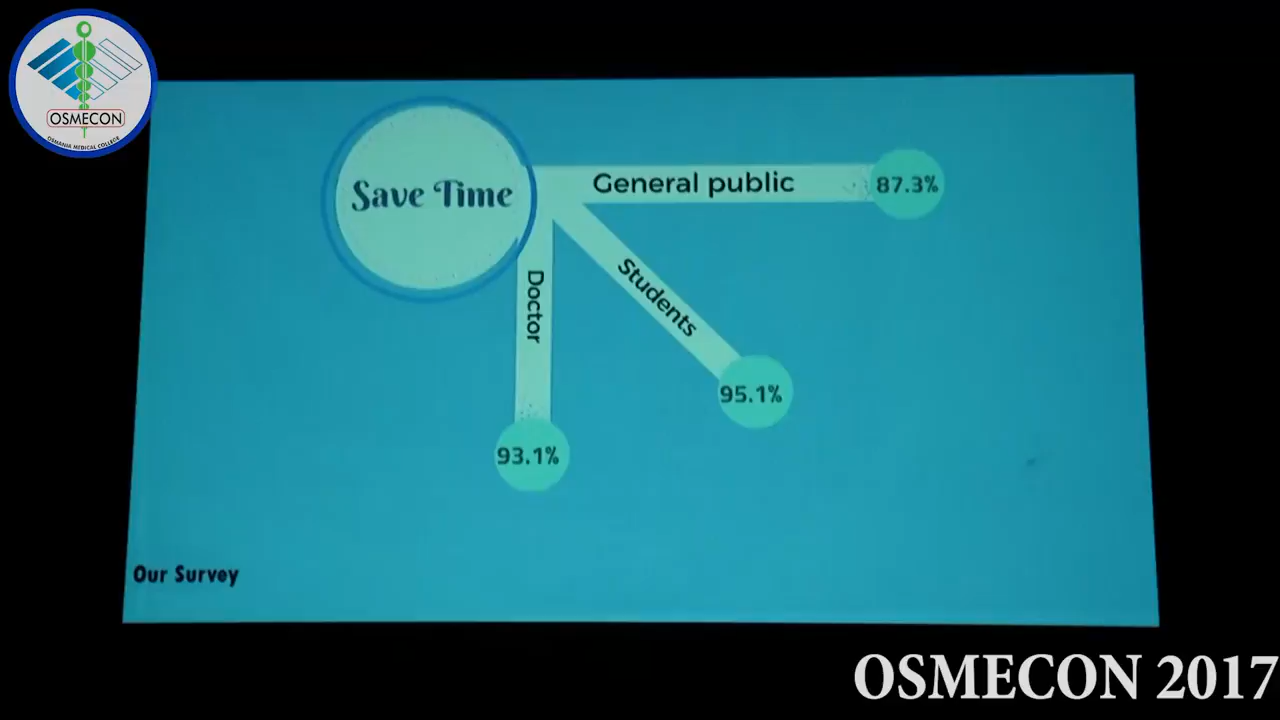 OSMECON
OSMANIA MEDICAL COLLEGE
Save Time
General public
87.3%
Students
95.1%
Doctor
93.1%
Our Survey
OSMECON 2017